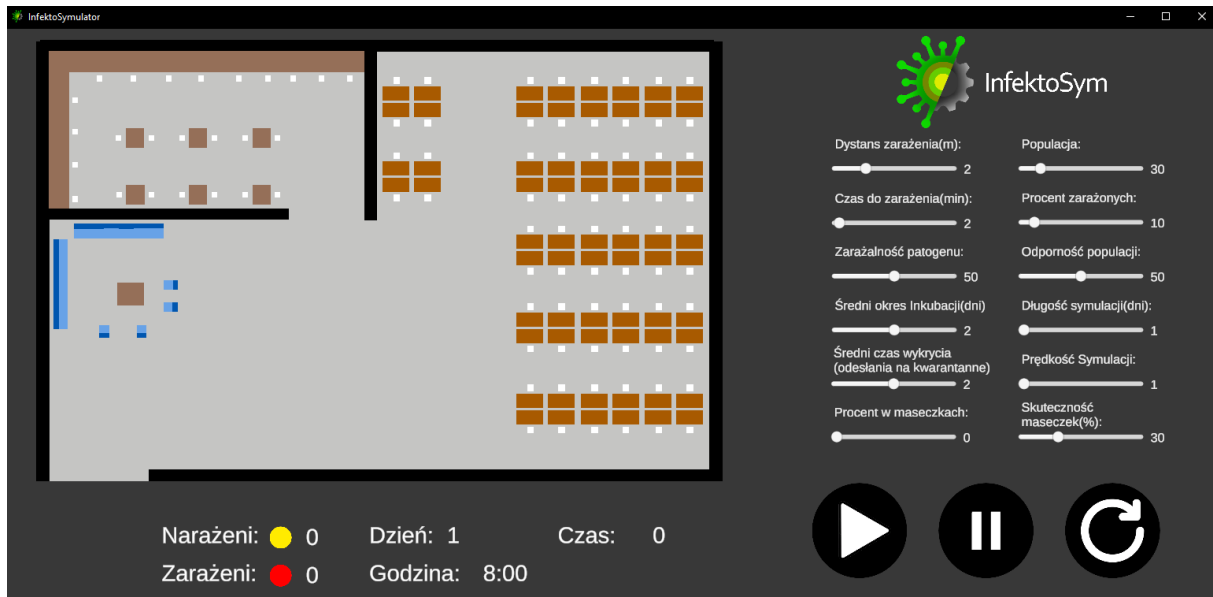 InfektoSymulator
InfektoSym
Dystans zarażenia(m):
2
Populacja:
30
Czas do zarażenia(min):
2
Procent zarażonych:
10
Zarażalność patogenu:
50
Odporność populacji:
50
Średni okres Inkubacji(dni)
2
Długość symulacji(dni):
1
Średni czas wykrycia
(odesłania na kwarantanne)
2
Prędkość Symulacji:
1
Procent w maseczkach:
0
Skuteczność
maseczek(%):
30
Narażeni: 0 Dzień: 1 Czas: 0
Zarażeni: 0 Godzina: 8:00